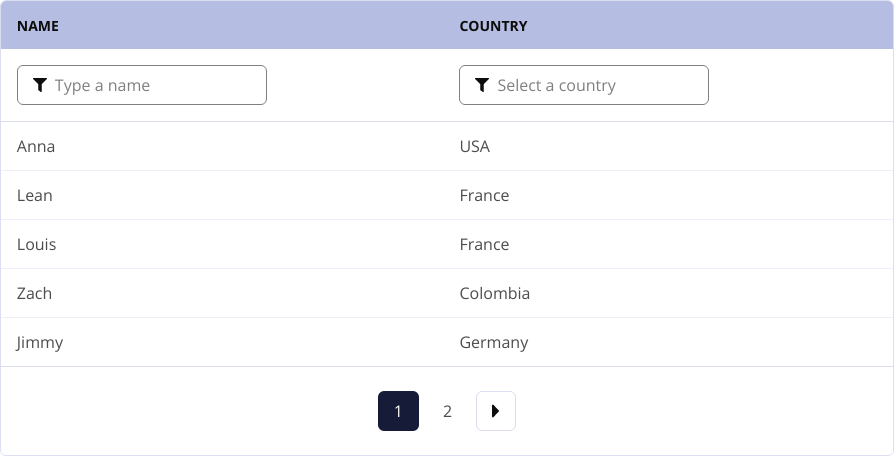 NAME COUNTRY
Type a name Select a country
Anna USA
Lean France
Louis France
Zach Colombia
Jimmy Germany
1 2